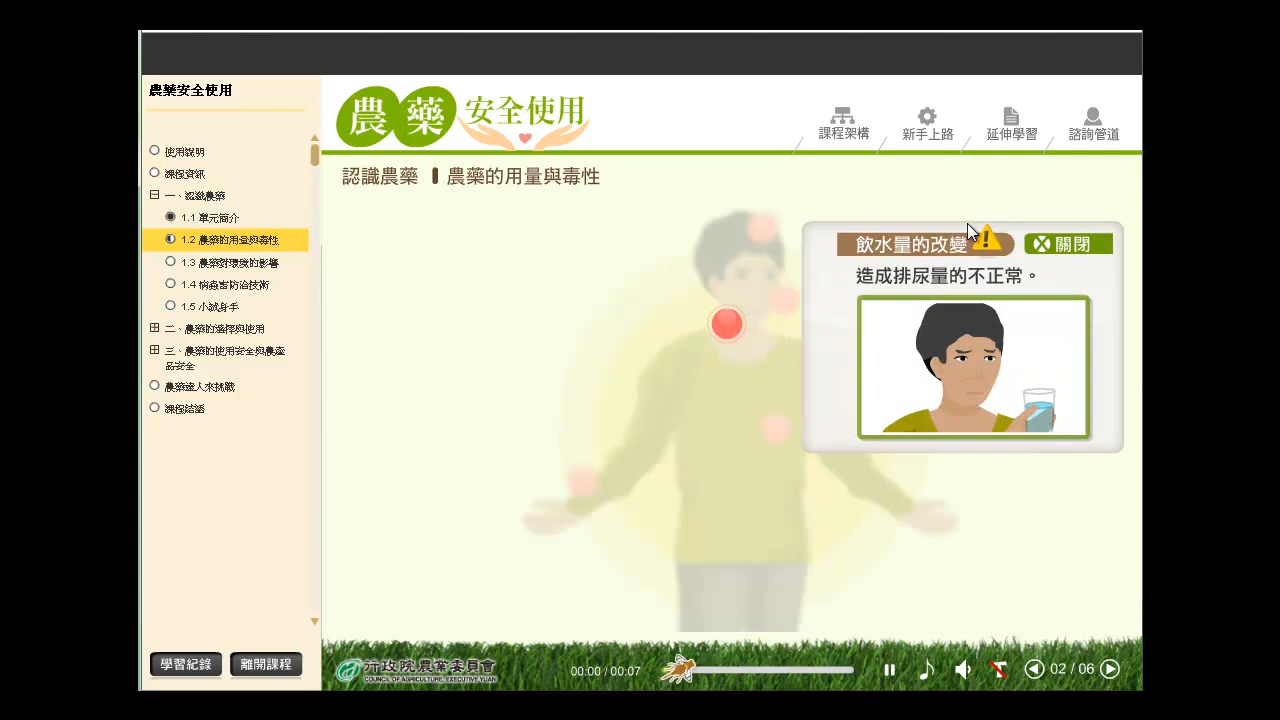 農藥安全使用
使用說明
課程資訊
一、認識農藥
1.1 單元簡介
1.2 農藥的用量與毒性
1.3 農藥對環境的影響
1.4 病蟲害防治技術
1.5 小試身手
二、農藥的選擇與使用
三、農藥的使用安全與農產
品安全
農藥達人來挑戰
課程結語
學習紀錄
離開課程
農藥 安全使用
課程架構
新手上路
延伸學習
諮詢管道
認識農藥 農藥的用量與毒性
飲水量的改變
關閉
造成排尿量的不正常。
行政院農業委員會
COUNCIL OF AGRICULTURE, EXECUTIVE YUAN
00:00 / 00:07
02 / 06